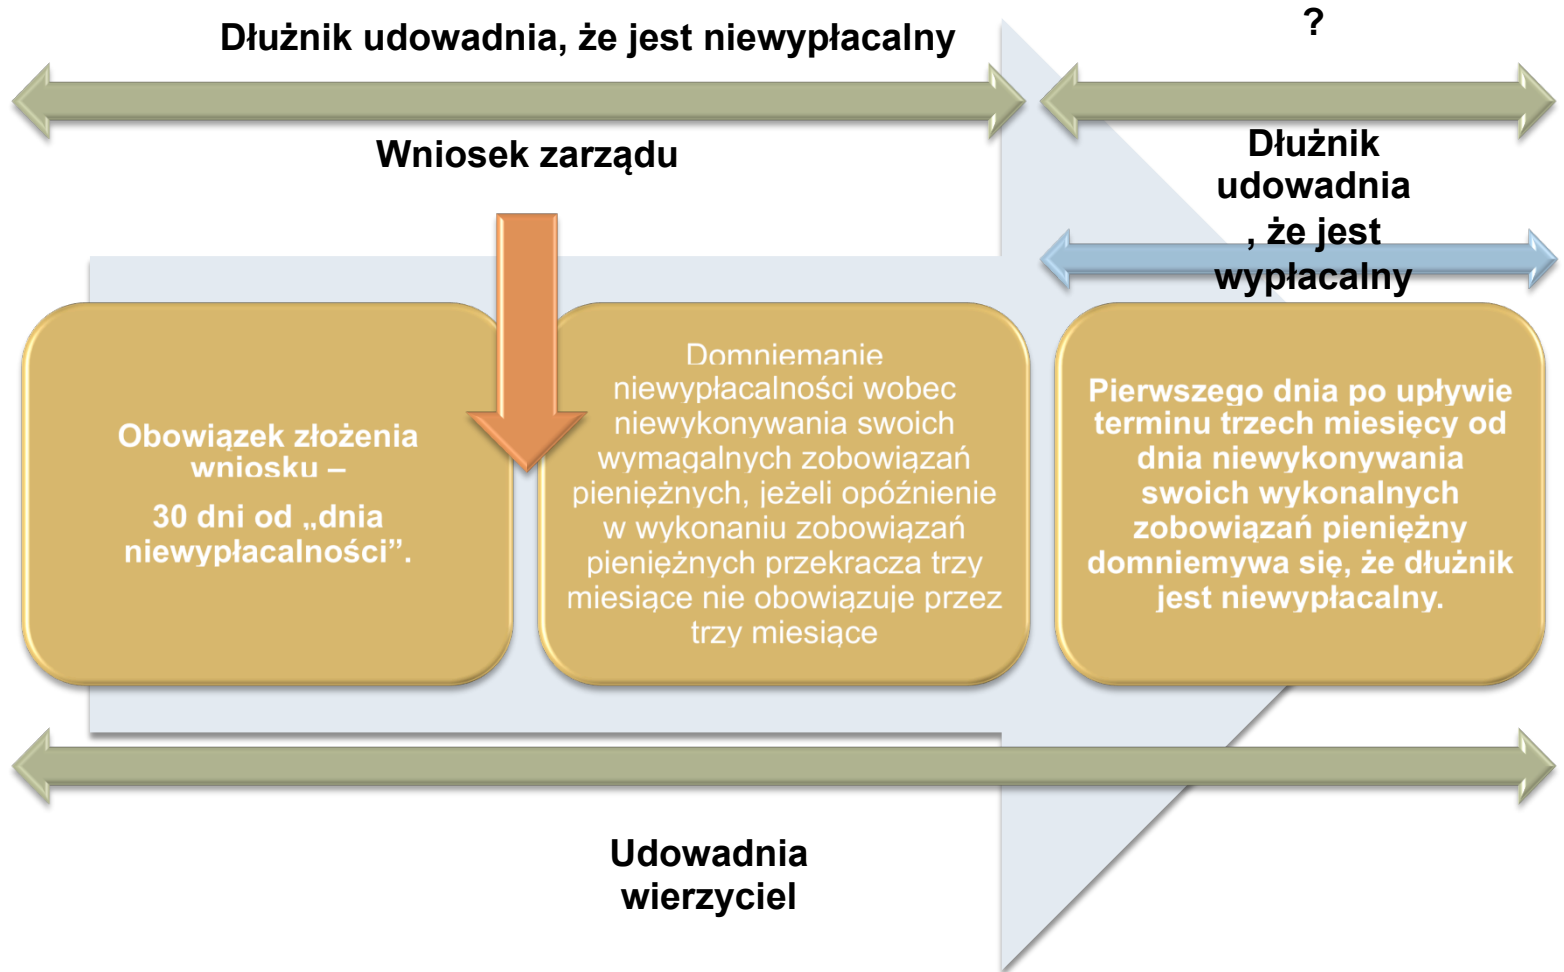 Dłużnik udowadnia, że jest niewypłacalny
?
Wniosek zarządu
Dłużnik
udowadnia
, że jest
wypłacalny
Obowiązek złożenia
wniosku –
30 dni od „dnia
niewypłacalności”.
Domniemanie
niewypłacalności wobec
niewykonywania swoich
wymagalnych zobowiązań
pieniężnych, jeżeli opóźnienie
w wykonaniu zobowiązań
pieniężnych przekracza trzy
miesiące nie obowiązuje przez
trzy miesiące
Pierwszego dnia po upływie
terminu trzech miesięcy od
dnia niewykonywania
swoich wykonalnych
zobowiązań pieniężny
domniemywa się, że dłużnik
jest niewypłacalny.
Udowadnia
wierzyciel